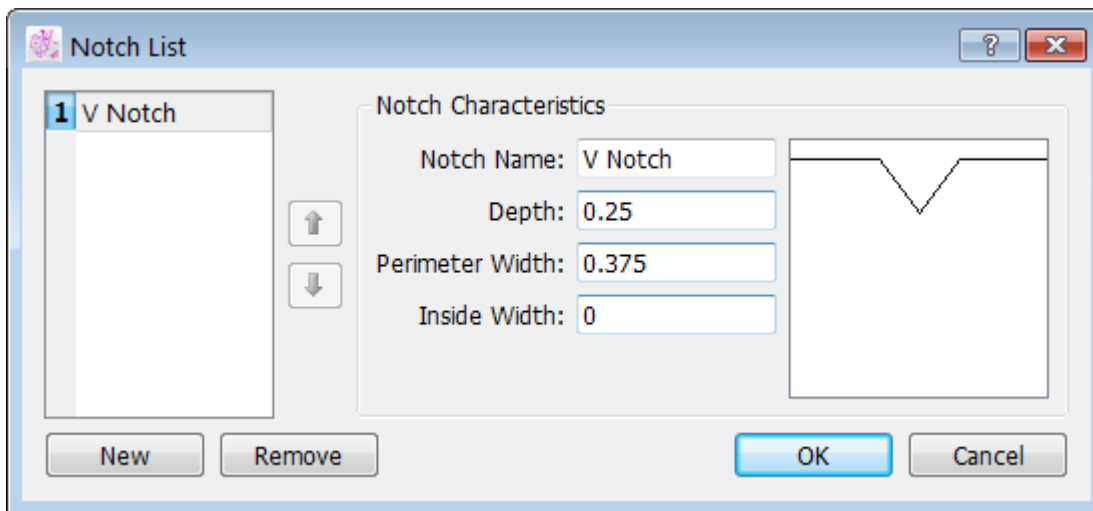 Notch List
1 V Notch
Notch Characteristics
Notch Name: V Notch
Depth: 0.25
Perimeter Width: 0.375
Inside Width: 0
New Remove OK Cancel